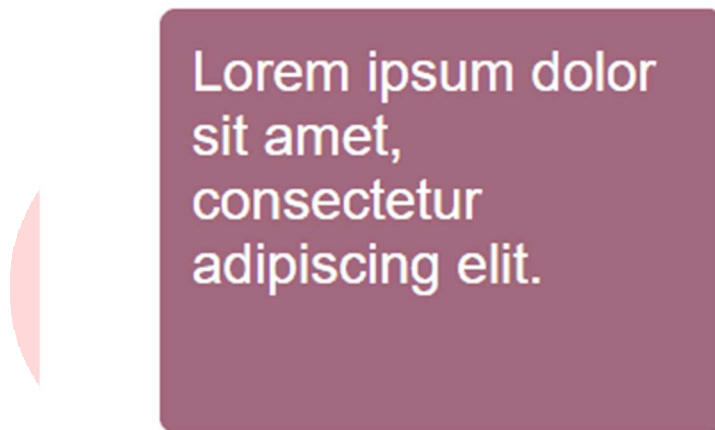 Lorem ipsum dolor
sit amet,
consectetur
adipiscing elit.